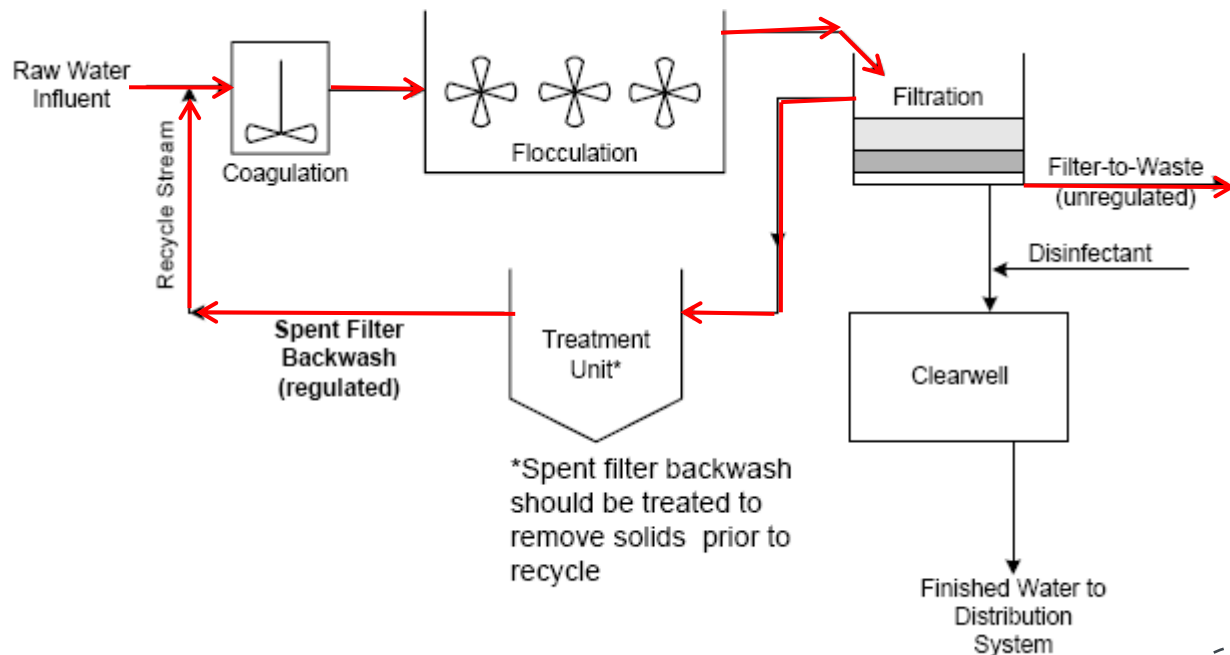 Raw Water
Influent
Recycle Stream
Coagulation
Flocculation
Filtration
Filter-to-Waste
(unregulated)
Disinfectant
Spent Filter
Backwash
(regulated)
Treatment
Unit*
Clearwell
*Spent filter backwash
should be treated to
remove solids prior to
recycle
Finished Water to
Distribution
System